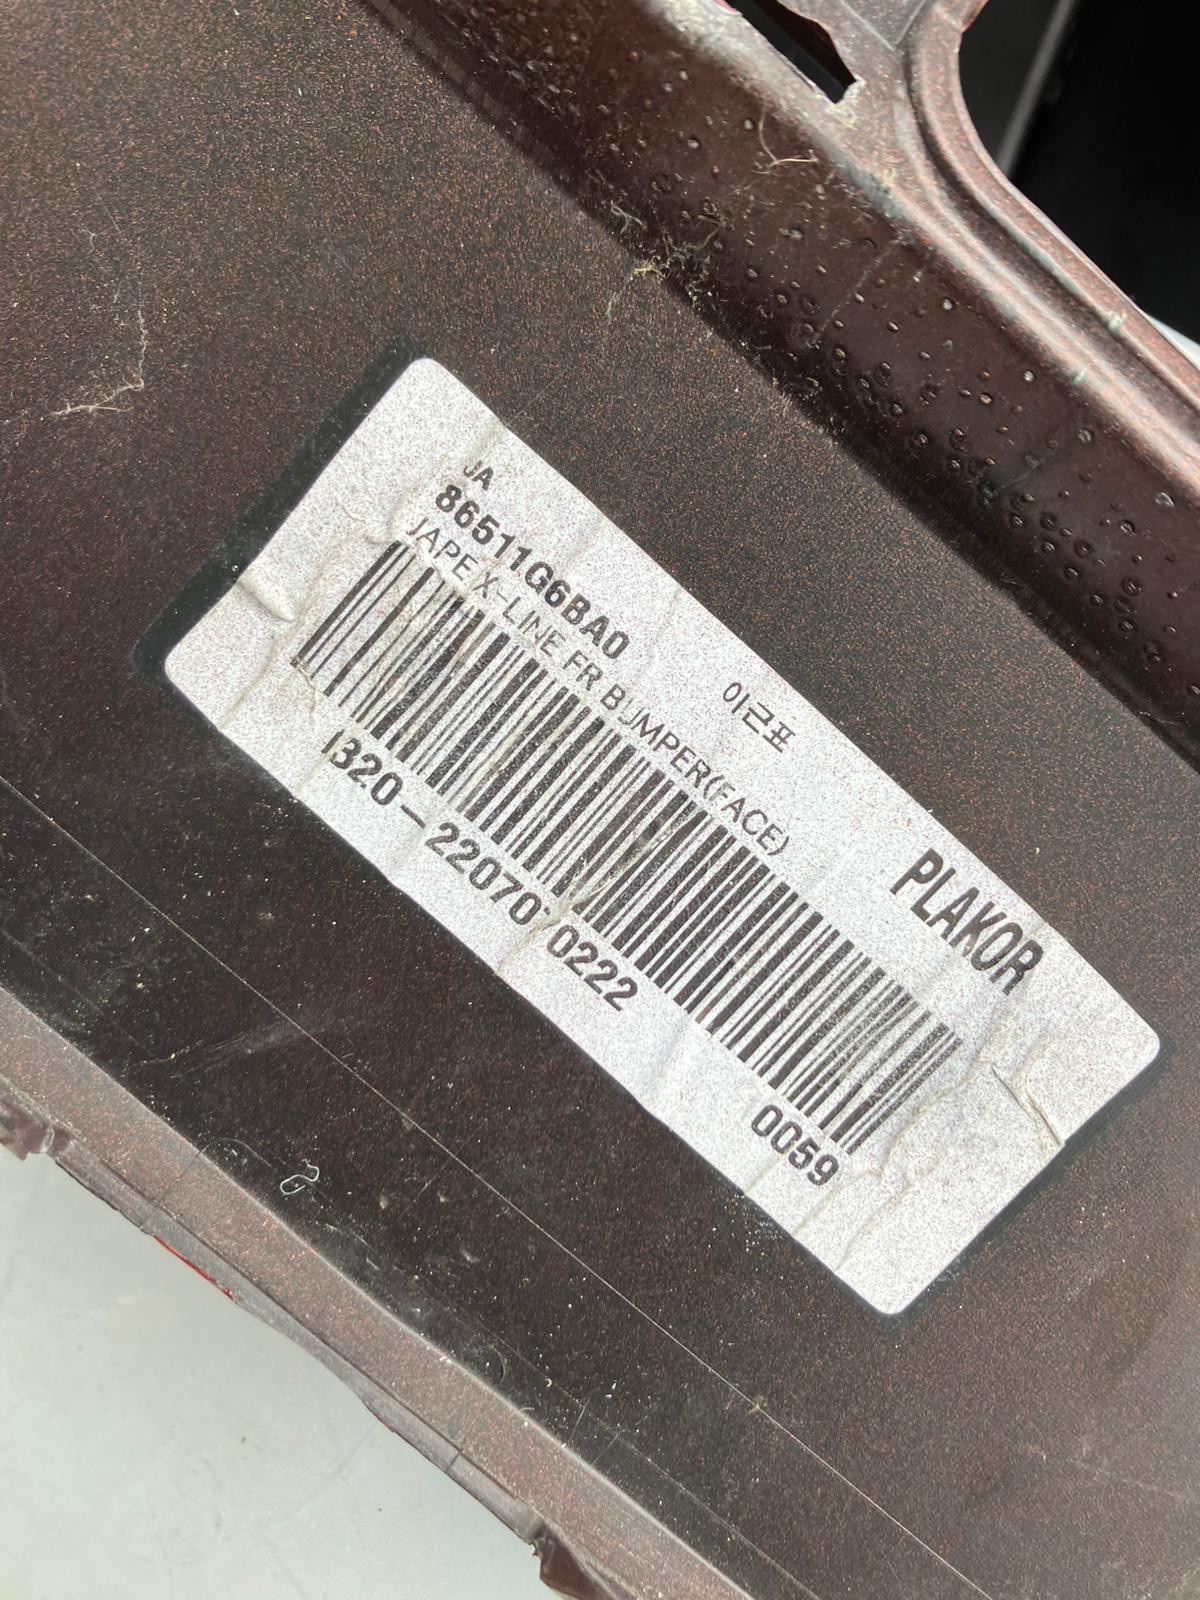 JA
86511G6BA0
이근표
JAPE X-LINE FR BUMPER(FACE)
PLAKOR
I320-220707 0222
0059